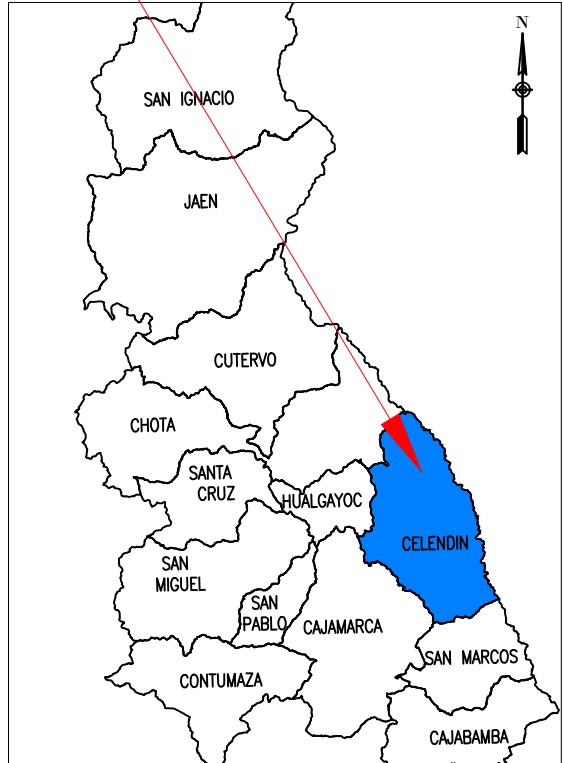 N
SAN IGNACIO
JAEN
CUTERVO
CHOTA
SANTA
CRUZ
HUALGAYOC
CELENDIN
SAN
MIGUEL
SAN
PABLO
CAJAMARCA
SAN MARCOS
CONTUMAZA
CAJABAMBA